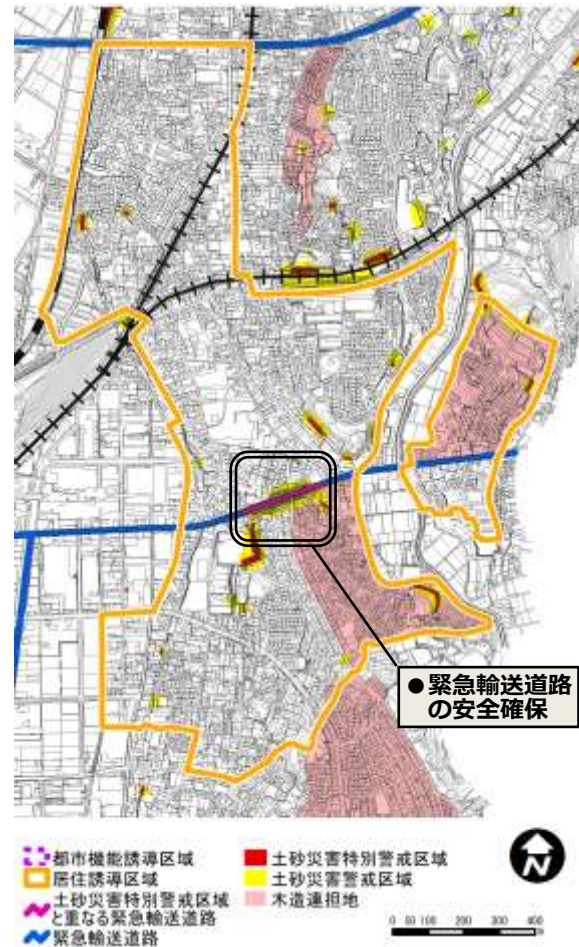 ●緊急輸送道路
の安全確保
都市機能誘導区域
居住誘導区域
土砂災害特別警戒区域
と重なる緊急輸送道路
緊急輸送道路
土砂災害特別警戒区域
土砂災害警戒区域
木造連担地
N
0 50 100 200 300 400